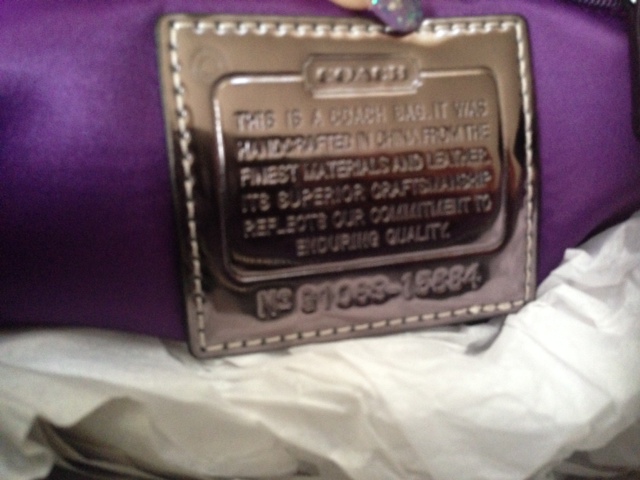 COACH
THIS IS A COACH BAG. IT WAS
HANDCRAFTED IN CHINA FROM THE
FINEST MATERIALS AND LEATHER.
ITS SUPERIOR CRAFTSMANSHIP
REFLECTS OUR COMMITMENT TO
ENDURING QUALITY.
Nº